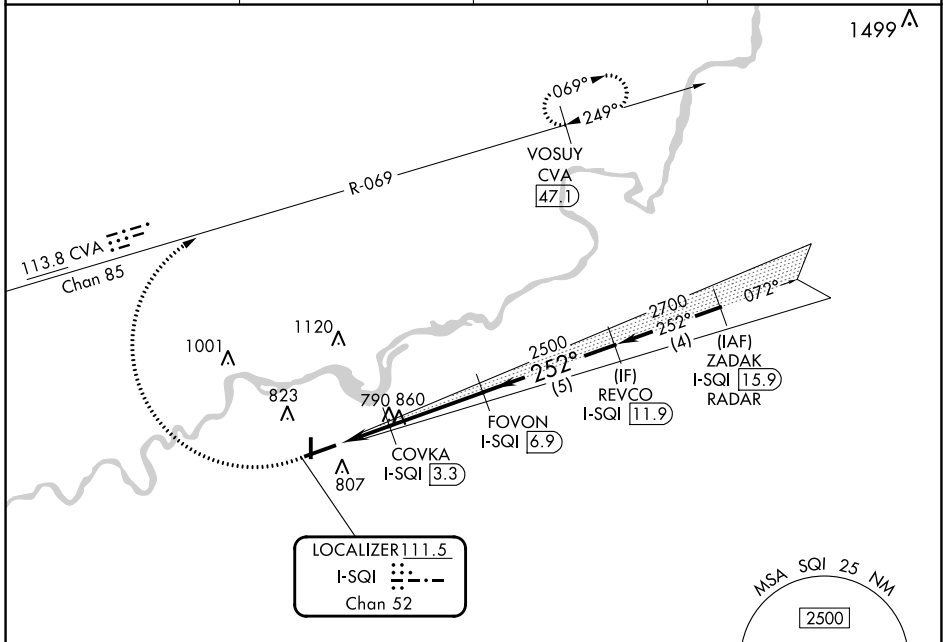 1499
069°
249°
VOSUY
CVA
47.1
R-069
113.8 CVA
Chan 85
2700
072°
252°
(4)
2500
252°
(5)
(IAF)
ZADAK
I-SQI 15.9
RADAR
(IF)
REVCO
I-SQI 11.9
FOVON
I-SQI 6.9
COVKA
I-SQI 3.3
1120
1001
823
790 860
807
LOCALIZER 111.5
I-SQI
Chan 52
MSA SQI 25 NM
2500